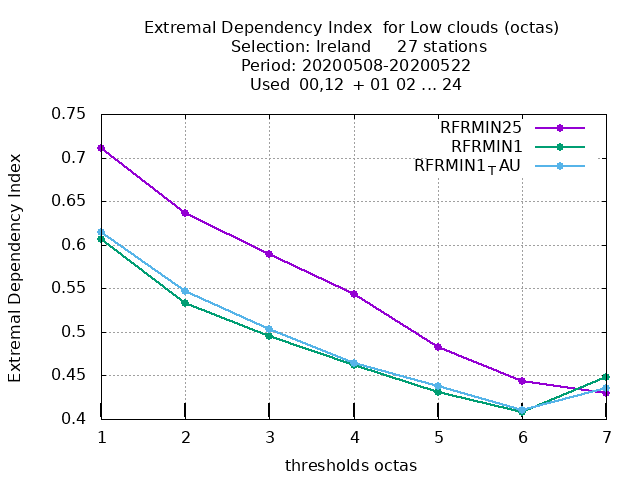 Extremal Dependency Index  for Low clouds (octas)
Selection: Ireland     27 stations
Period: 20200508-20200522
Used  00,12  + 01 02 ... 24
RFRMIN25
RFRMIN1
RFRMIN1TAU
Extremal Dependency Index
0.75
0.7
0.65
0.6
0.55
0.5
0.45
0.4
1 2 3 4 5 6 7
thresholds octas